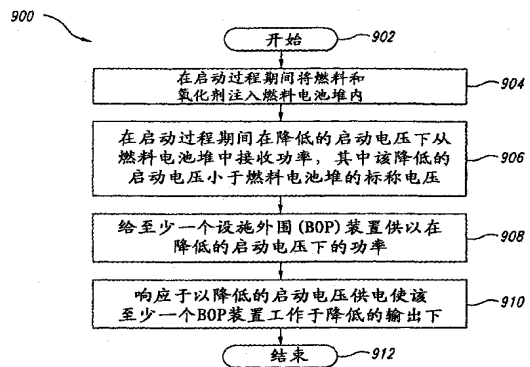 900
开始
902
在启动过程期间将燃料和
氧化剂注入燃料电池堆内
904
在启动过程期间在降低的启动电压下从
燃料电池堆中接收功率，其中该降低的
启动电压小于燃料电池堆的标称电压
906
给至少一个设施外围(BOP)装置供以在
降低的启动电压下的功率
908
响应于以降低的启动电压供电使该
至少一个BOP装置工作于降低的输出下
910
结束
912